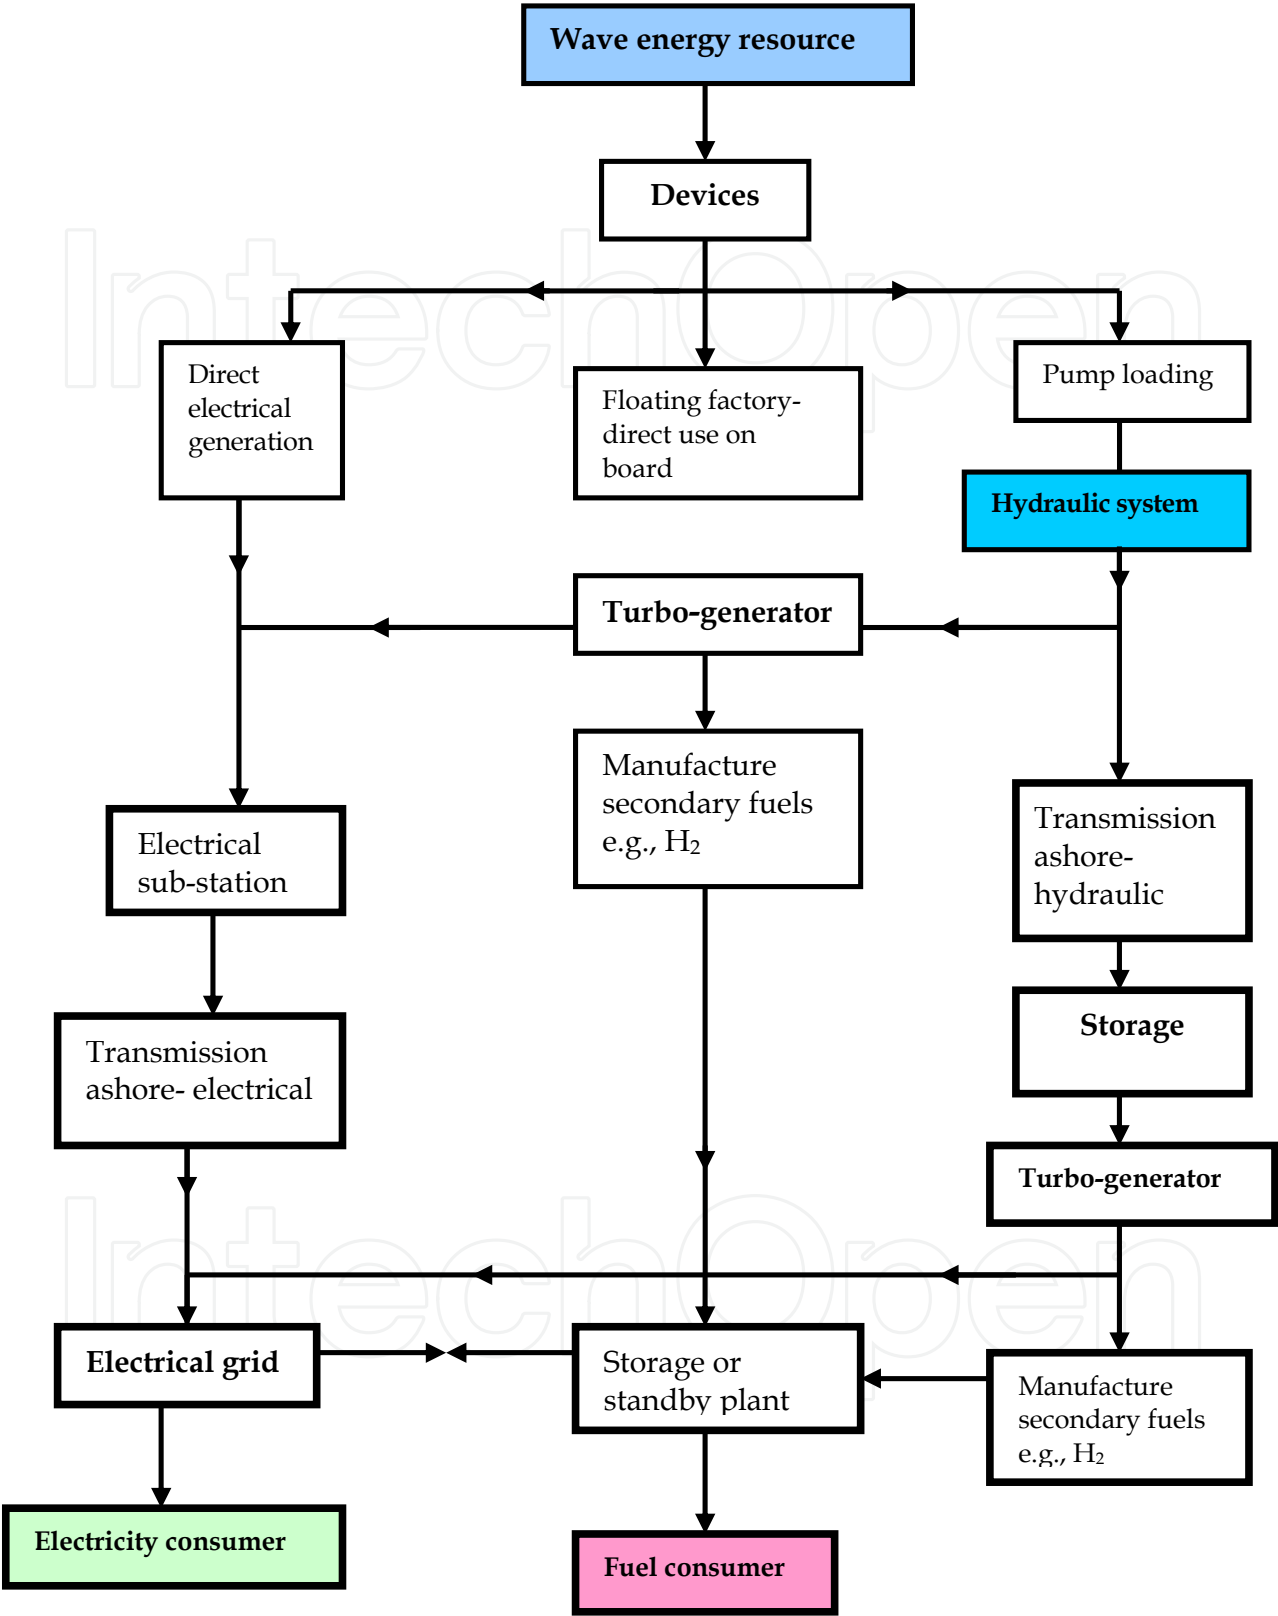 Wave energy resource
Devices
Direct
electrical
generation
Floating factory-
direct use on
board
Pump loading
Hydraulic system
Turbo-generator
Manufacture
secondary fuels
e.g., H₂
Electrical
sub-station
Transmission
ashore-
hydraulic
Storage
Transmission
ashore- electrical
Turbo-generator
Electrical grid
Storage or
standby plant
Manufacture
secondary fuels
e.g., H₂
Electricity consumer
Fuel consumer
IntechOpen
IntechOpen